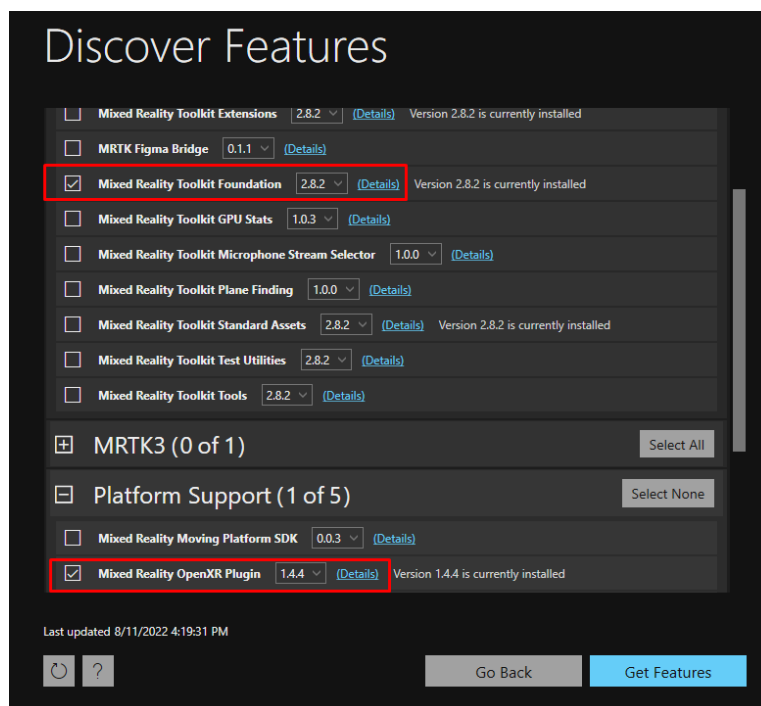 Discover Features
Mixed Reality Toolkit Extensions 2.8.2 (Details) Version 2.8.2 is currently installed
MRTK Figma Bridge 0.1.1 (Details)
Mixed Reality Toolkit Foundation 2.8.2 (Details) Version 2.8.2 is currently installed
Mixed Reality Toolkit GPU Stats 1.0.3 (Details)
Mixed Reality Toolkit Microphone Stream Selector 1.0.0 (Details)
Mixed Reality Toolkit Plane Finding 1.0.0 (Details)
Mixed Reality Toolkit Standard Assets 2.8.2 (Details) Version 2.8.2 is currently installed
Mixed Reality Toolkit Test Utilities 2.8.2 (Details)
Mixed Reality Toolkit Tools 2.8.2 (Details)
MRTK3 (0 of 1) Select All
Platform Support (1 of 5) Select None
Mixed Reality Moving Platform SDK 0.0.3 (Details)
Mixed Reality OpenXR Plugin 1.4.4 (Details) Version 1.4.4 is currently installed
Last updated 8/11/2022 4:19:31 PM
? Go Back Get Features